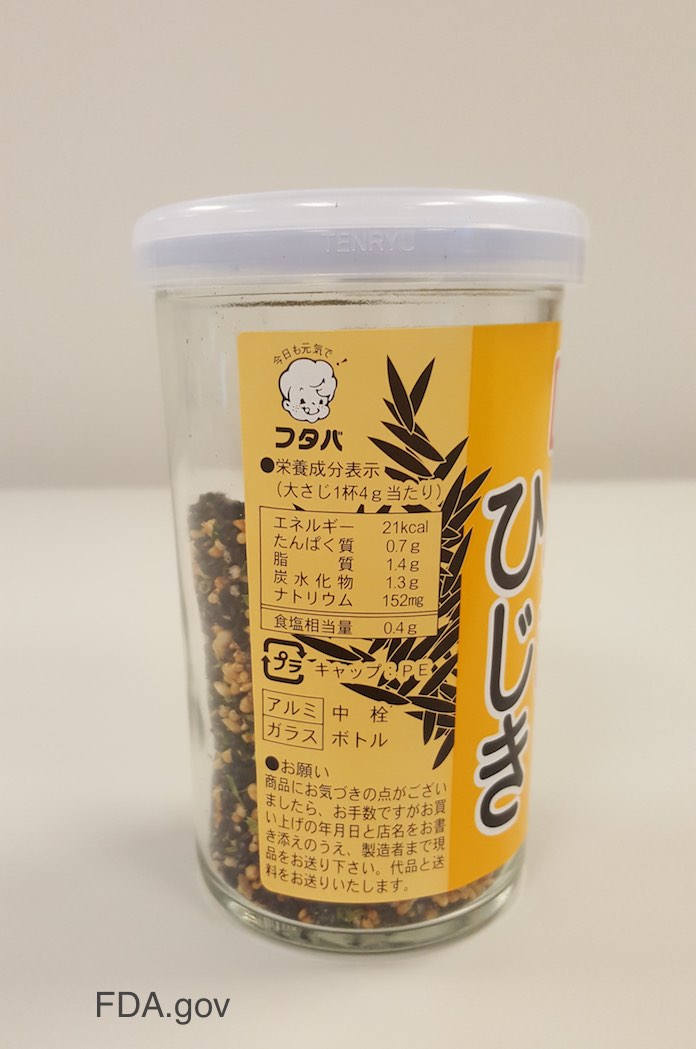 TENRYU
今日も元気で!
フタバ
●栄養成分表示
(大さじ1杯4g当たり)
エネルギー 21kcal
たんぱく質 0.7g
脂質 1.4g
炭水化物 1.3g
ナトリウム 152mg
食塩相当量 0.4g
プラ キャップ:PE
アルミ 中栓
ガラス ボトル
●お願い
商品にお気づきの点がござい
ましたら、お手数ですがお買
い上げの年月日と店名をお書
き添えのうえ、製造者まで現
品をお送り下さい。代品と送
料をお送りいたします。
ひじき
FDA.gov